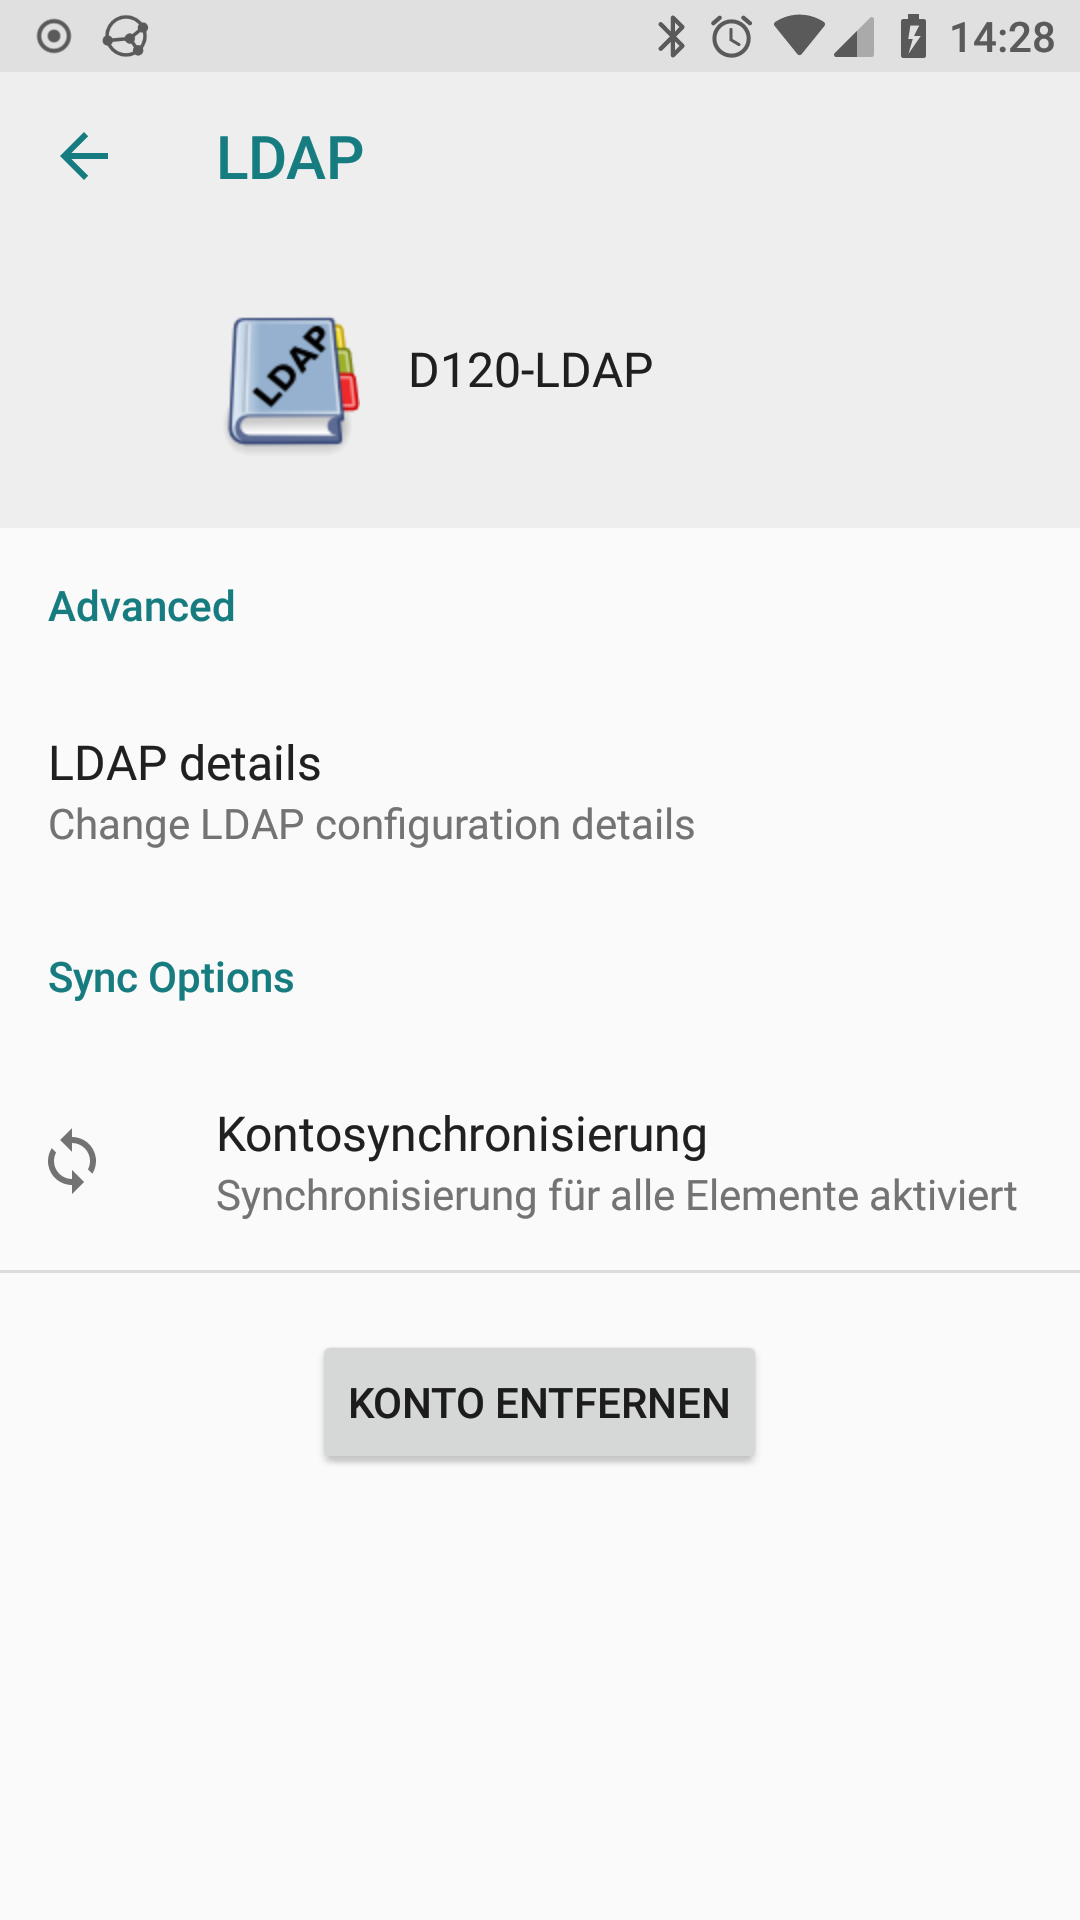 14:28
LDAP
LDAP
D120-LDAP
Advanced
LDAP details
Change LDAP configuration details
Sync Options
Kontosynchronisierung
Synchronisierung für alle Elemente aktiviert
KONTO ENTFERNEN